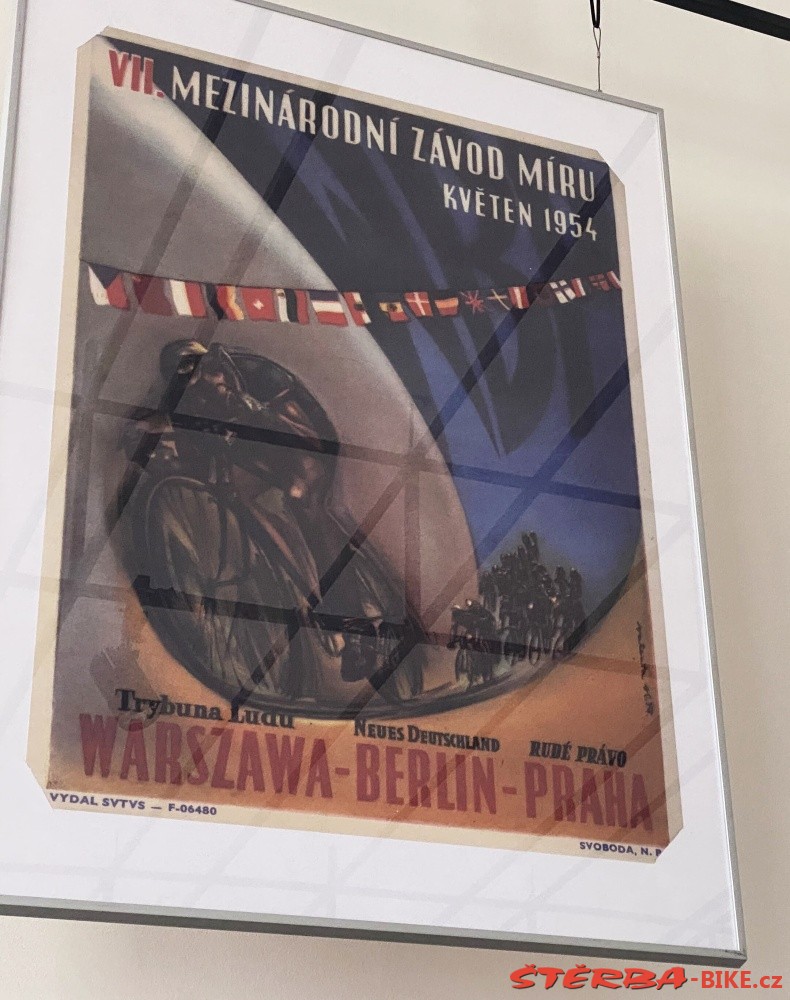 VII. MEZINÁRODNÍ ZÁVOD MÍRU
KVĚTEN 1954
Trybuna Ludu
NEUES DEUTSCHLAND
RUDÉ PRÁVO
WARSZAWA-BERLIN-PRAHA
VYDAL SVTVS — F-06480
SVOBODA, N. P
ŠTĚRBA-BIKE.cz